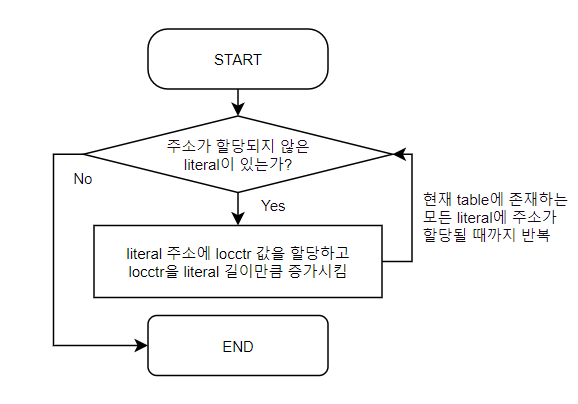 START
주소가 할당되지 않은
literal이 있는가?
No
Yes
현재 table에 존재하는
모든 literal에 주소가
할당될 때까지 반복
literal 주소에 locctr 값을 할당하고
locctr을 literal 길이만큼 증가시킴
END